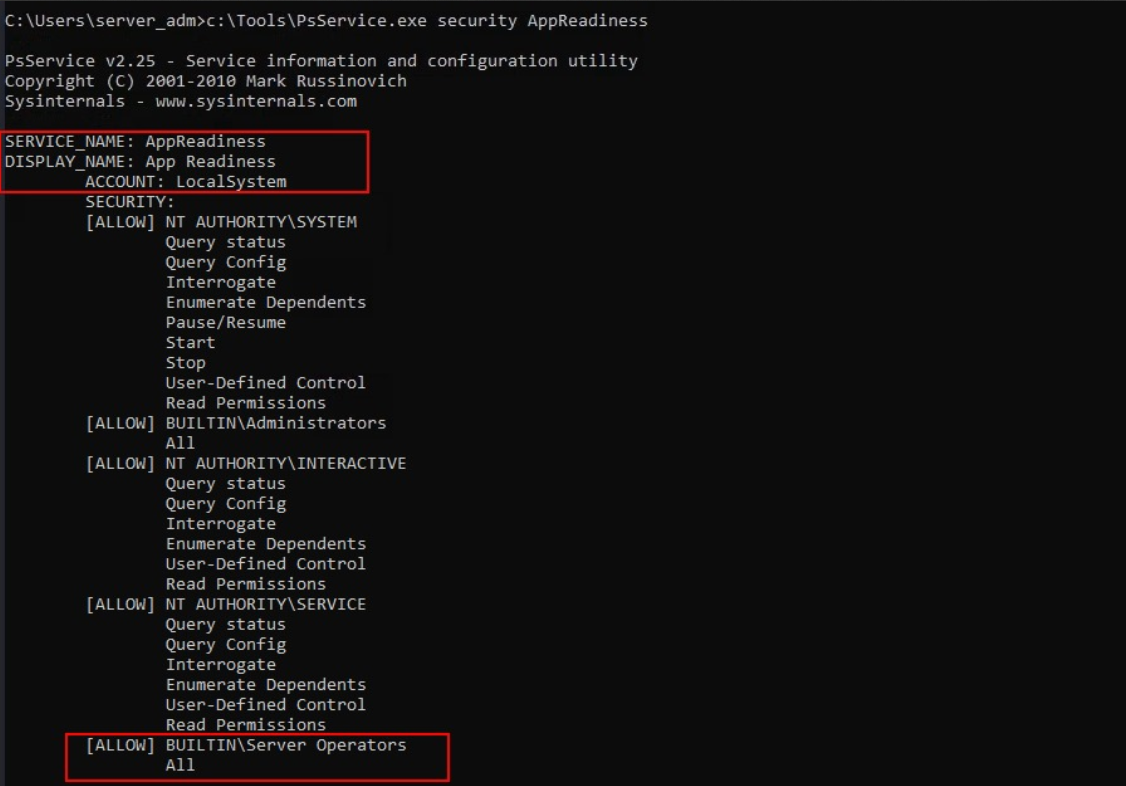 C:\Users\server_adm>c:\Tools\PsService.exe security AppReadiness
PsService v2.25 - Service information and configuration utility
Copyright (C) 2001-2010 Mark Russinovich
Sysinternals - www.sysinternals.com
SERVICE_NAME: AppReadiness
DISPLAY_NAME: App Readiness
ACCOUNT: LocalSystem
SECURITY:
[ALLOW] NT AUTHORITY\SYSTEM
Query status
Query Config
Interrogate
Enumerate Dependents
Pause/Resume
Start
Stop
User-Defined Control
Read Permissions
[ALLOW] BUILTIN\Administrators
All
[ALLOW] NT AUTHORITY\INTERACTIVE
Query status
Query Config
Interrogate
Enumerate Dependents
User-Defined Control
Read Permissions
[ALLOW] NT AUTHORITY\SERVICE
Query status
Query Config
Interrogate
Enumerate Dependents
User-Defined Control
Read Permissions
[ALLOW] BUILTIN\Server Operators
All